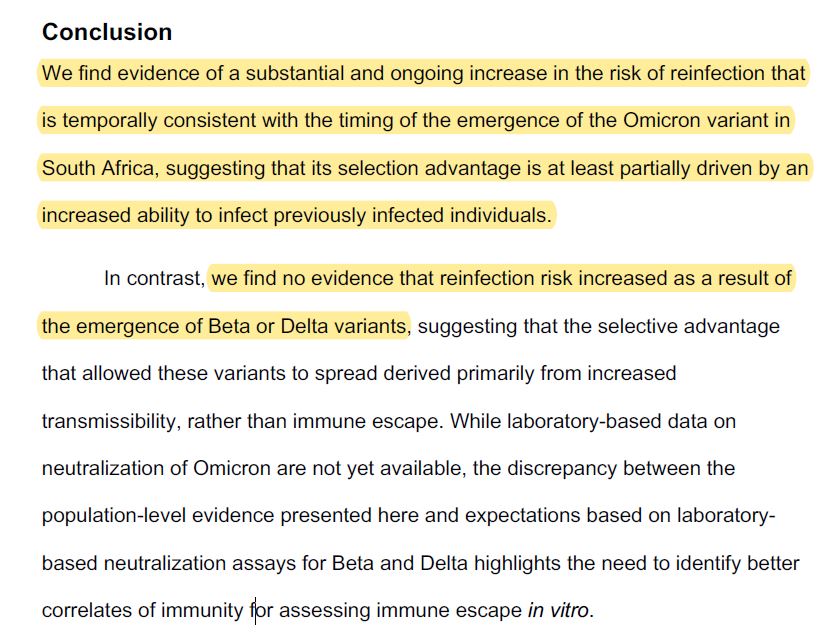 Conclusion
We find evidence of a substantial and ongoing increase in the risk of reinfection that
is temporally consistent with the timing of the emergence of the Omicron variant in
South Africa, suggesting that its selection advantage is at least partially driven by an
increased ability to infect previously infected individuals.
In contrast, we find no evidence that reinfection risk increased as a result of
the emergence of Beta or Delta variants, suggesting that the selective advantage
that allowed these variants to spread derived primarily from increased
transmissibility, rather than immune escape. While laboratory-based data on
neutralization of Omicron are not yet available, the discrepancy between the
population-level evidence presented here and expectations based on laboratory-
based neutralization assays for Beta and Delta highlights the need to identify better
correlates of immunity for assessing immune escape in vitro.